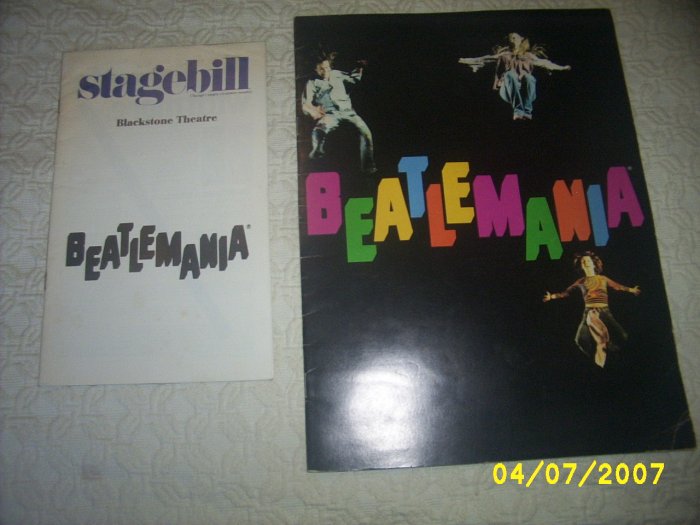 stagebill
Blackstone Theatre
BEATLEMANIA®
BEATLEMANIA®
04/07/2007